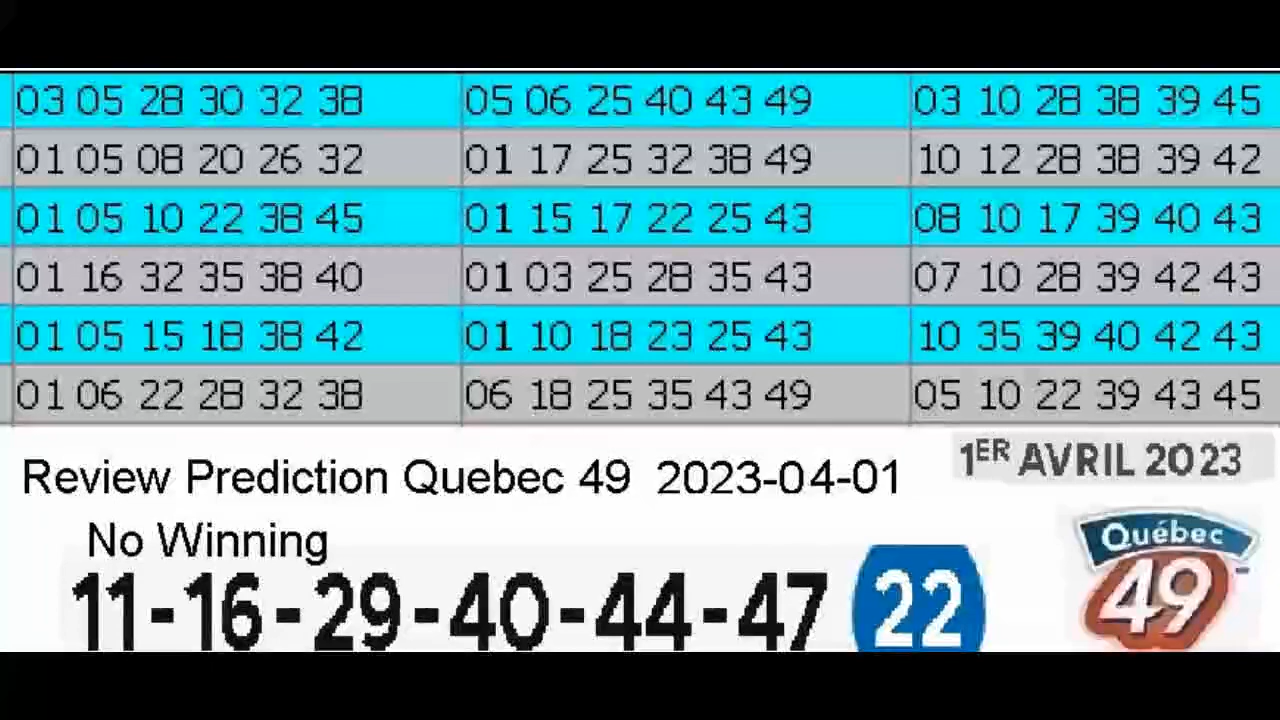 03 05 28 30 32 38 05 06 25 40 43 49 03 10 28 38 39 45
01 05 08 20 26 32 01 17 25 32 38 49 10 12 28 38 39 42
01 05 10 22 38 45 01 15 17 22 25 43 08 10 17 39 40 43
01 16 32 35 38 40 01 03 25 28 35 43 07 10 28 39 42 43
01 05 15 18 38 42 01 10 18 23 25 43 10 35 39 40 42 43
01 06 22 28 32 38 06 18 25 35 43 49 05 10 22 39 43 45
1ER AVRIL 2023
Review Prediction Quebec 49 2023-04-01
No Winning
11-16-29-40-44-47 22
Québec
49